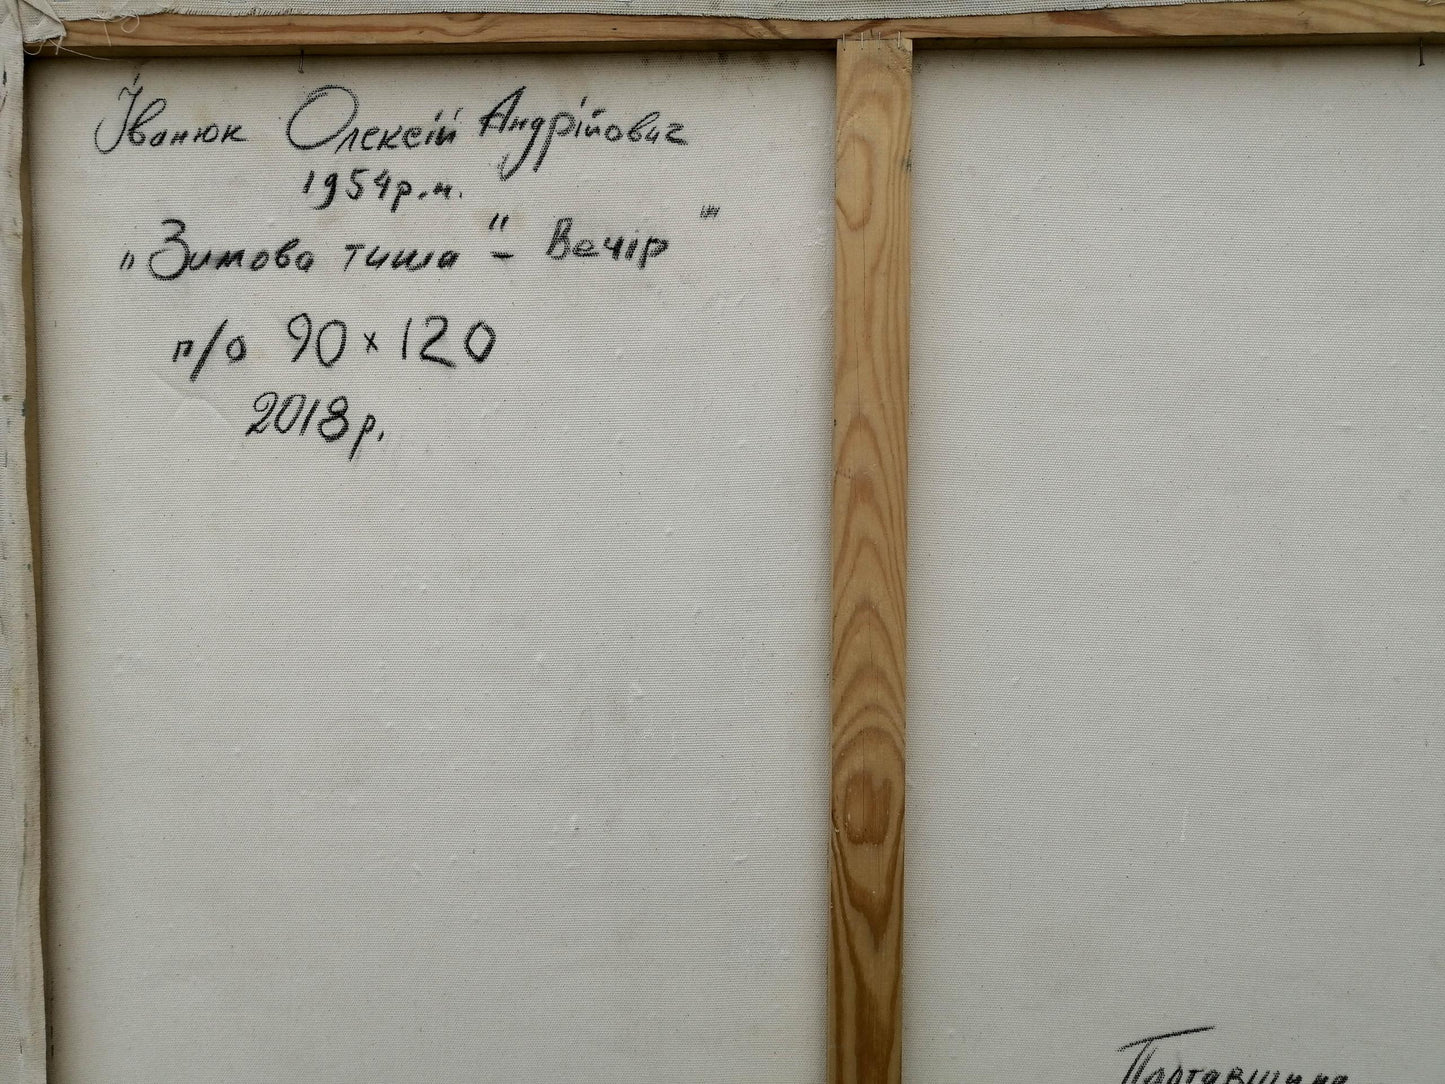 Іванюк Олексій Андрійович
1954р.н.
"Зимова тиша" - Вечір"
п/о 90 х 120
2018р.
Полтавщина